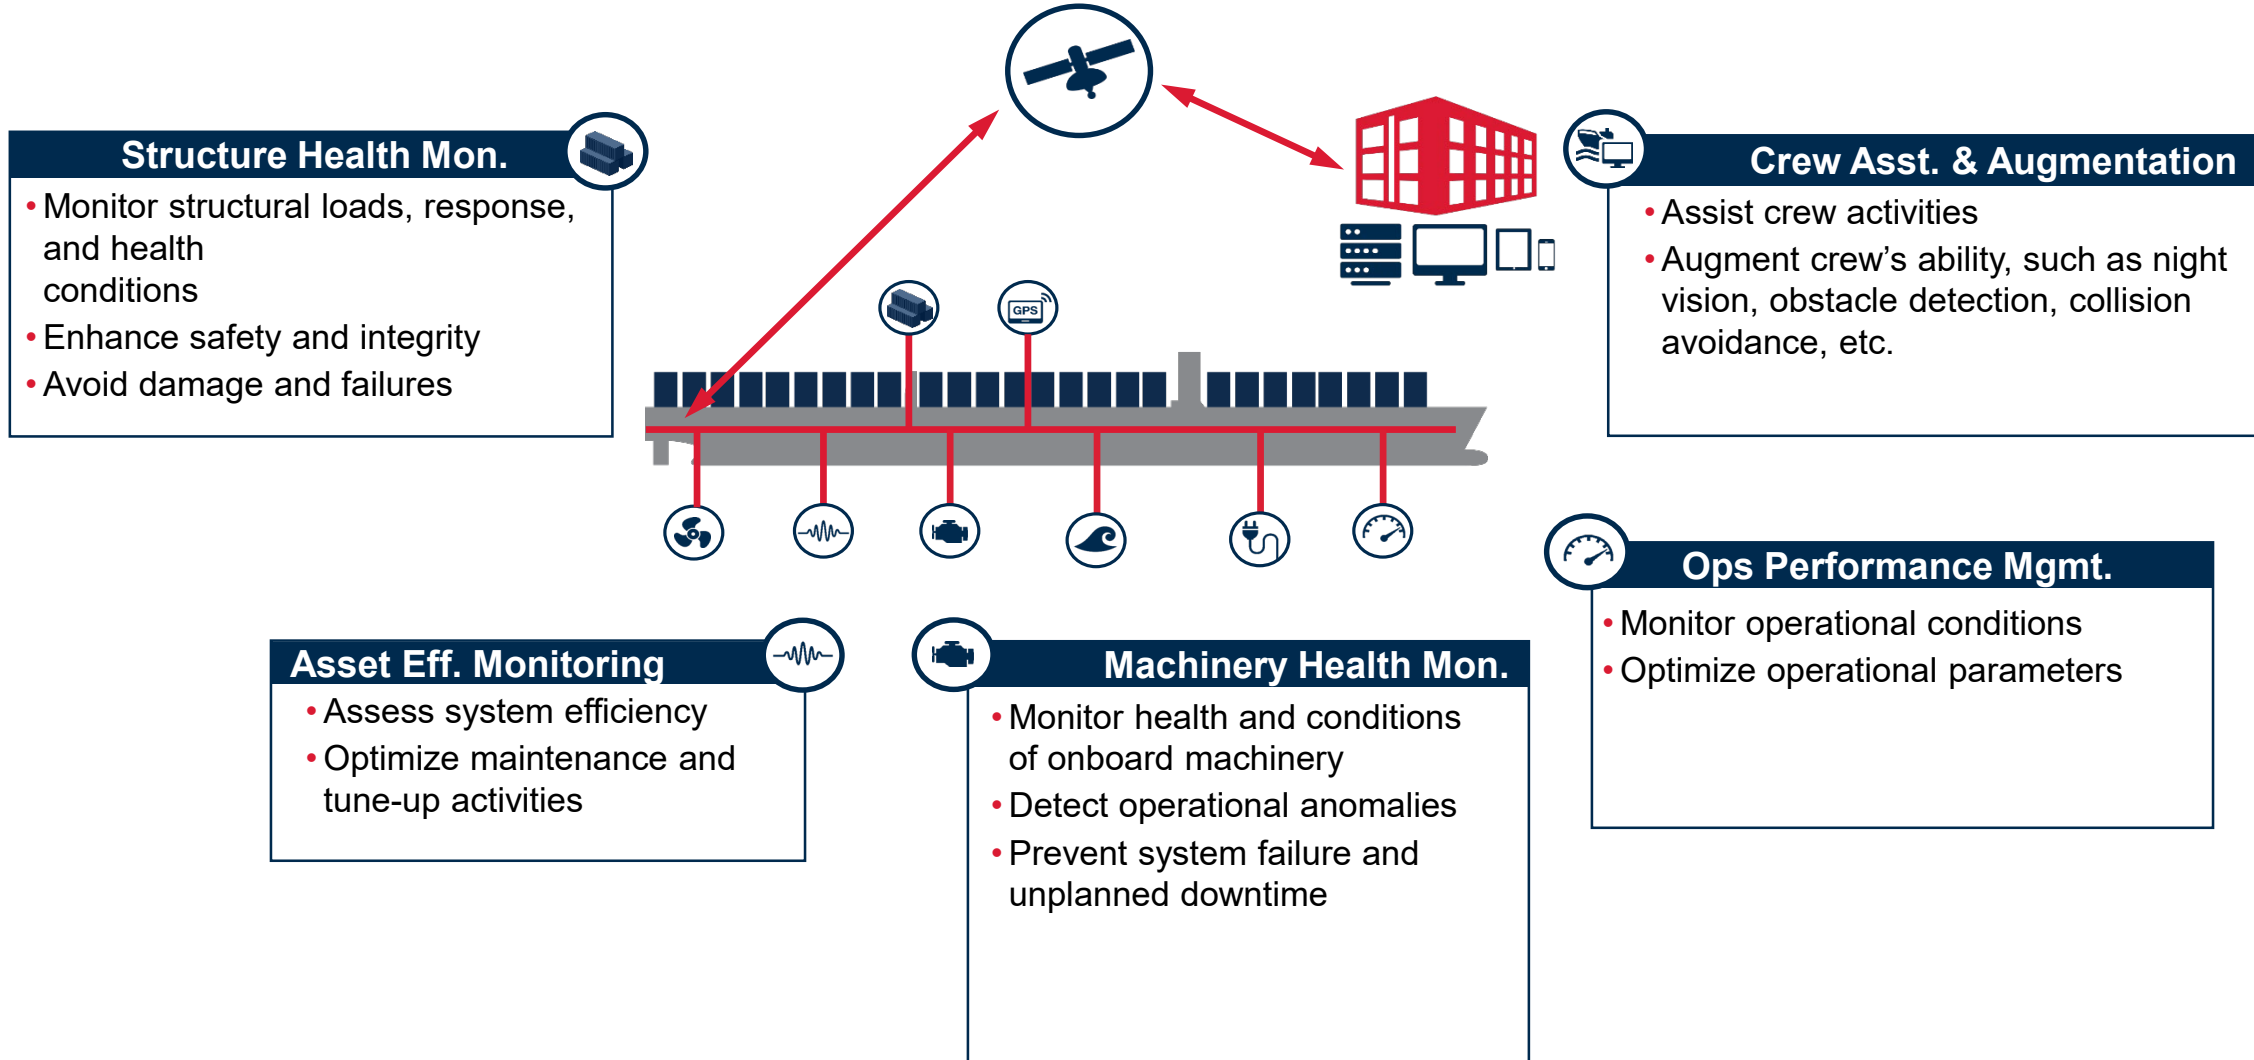 Structure Health Mon.
• Monitor structural loads, response,
and health
conditions
• Enhance safety and integrity
• Avoid damage and failures
Crew Asst. & Augmentation
• Assist crew activities
• Augment crew’s ability, such as night
vision, obstacle detection, collision
avoidance, etc.
GPS
Ops Performance Mgmt.
• Monitor operational conditions
• Optimize operational parameters
Asset Eff. Monitoring
• Assess system efficiency
• Optimize maintenance and
tune-up activities
Machinery Health Mon.
• Monitor health and conditions
of onboard machinery
• Detect operational anomalies
• Prevent system failure and
unplanned downtime